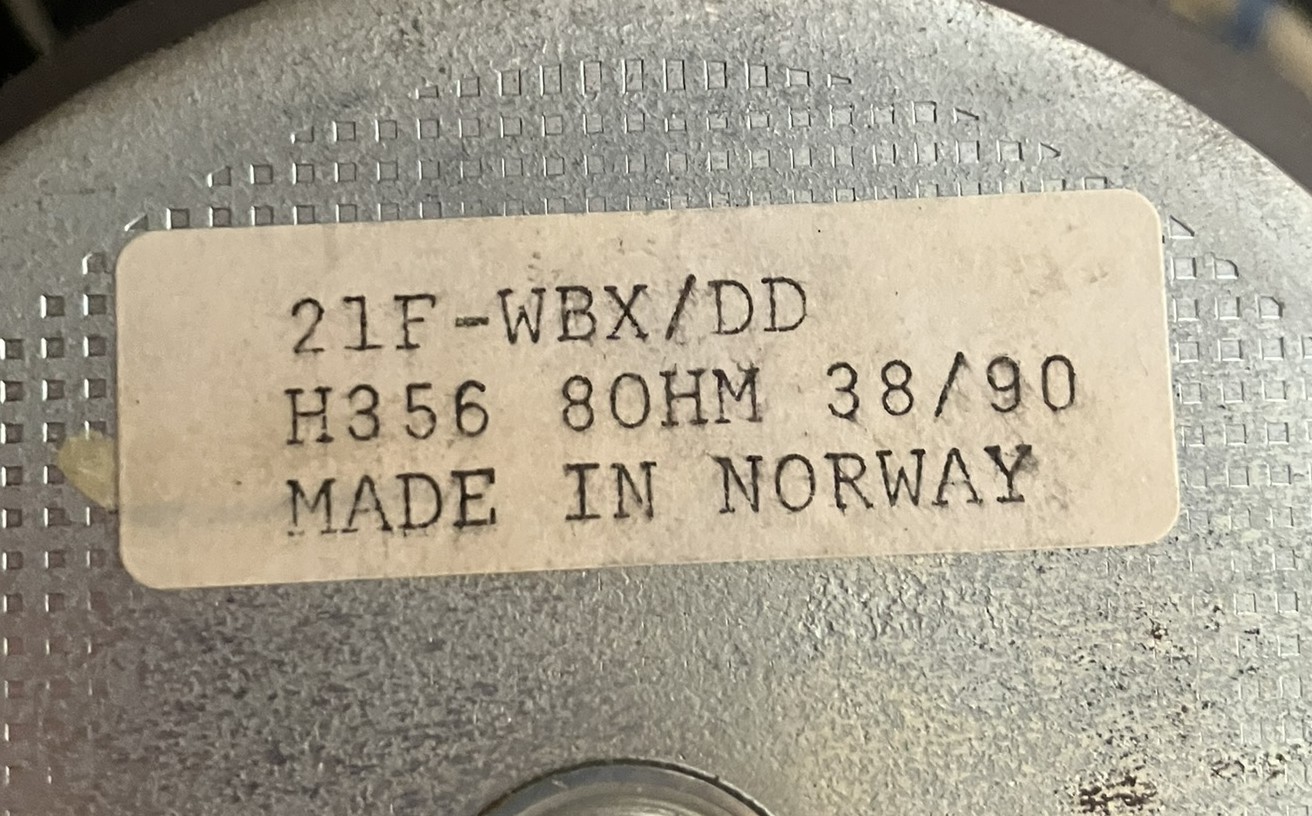 21F-WBX/DD
H356 8OHM 38/90
MADE IN NORWAY